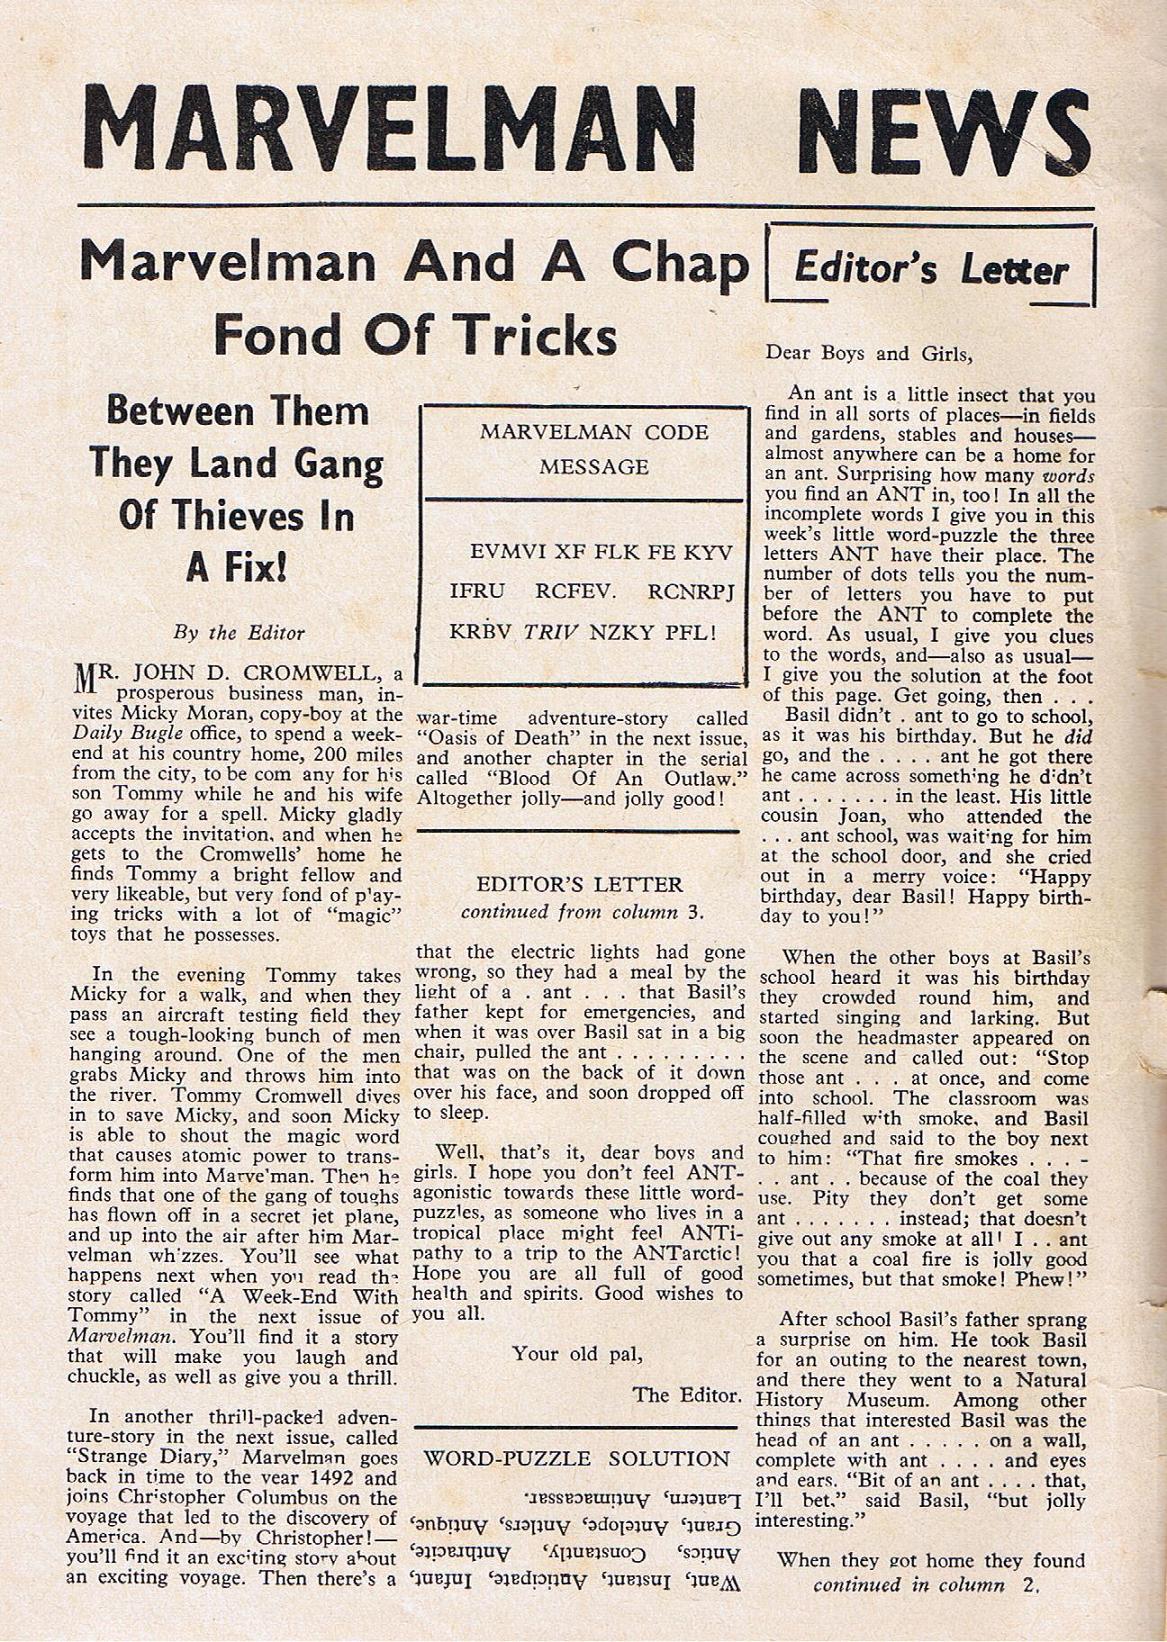 MARVELMAN NEWS
Marvelman And A Chap
Fond Of Tricks
Between Them
They Land Gang
Of Thieves In
A Fix!
By the Editor
MR. JOHN D. CROMWELL, a
prosperous business man, in-
vites Micky Moran, copy-boy at the
Daily Bugle office, to spend a week-
end at his country home, 200 miles
from the city, to be com any for his
son Tommy while he and his wife
go away for a spell. Micky gladly
accepts the invitation, and when he
gets to the Cromwells' home he
finds Tommy a bright fellow and
very likeable, but very fond of p'ay-
ing tricks with a lot of "magic"
toys that he possesses.
In the evening Tommy takes
Micky for a walk, and when they
pass an aircraft testing field they
see a tough-looking bunch of men
hanging around. One of the men
grabs Micky and throws him into
the river. Tommy Cromwell dives
in to save Micky, and soon Micky
is able to shout the magic word
that causes atomic power to trans-
form him into Marve'man. Then he
finds that one of the gang of toughs
has flown off in a secret jet plane,
and up into the air after him Mar-
velman wh'zzes. You'll see what
happens next when you read the
story called "A Week-End With
Tommy" in the next issue of
Marvelman. You'll find it a story
that will make you laugh and
chuckle, as well as give you a thrill.
In another thrill-packed adven-
ture-story in the next issue, called
"Strange Diary," Marvelman goes
back in time to the year 1492 and
joins Christopher Columbus on the
voyage that led to the discovery of
America. And—by Christopher!—
you'll find it an exciting story about
an exciting voyage. Then there's a
MARVELMAN CODE
MESSAGE
EVMVI XF FLK FE KYV
IFRU RCFEV. RCNRPJ
KRBV TRIV NZKY PFL!
war-time adventure-story called
"Oasis of Death" in the next issue,
and another chapter in the serial
called "Blood Of An Outlaw."
Altogether jolly—and jolly good!
EDITOR'S LETTER
continued from column 3.
that the electric lights had gone
wrong, so they had a meal by the
light of a . ant . . . that Basil's
father kept for emergencies, and
when it was over Basil sat in a big
chair, pulled the ant . . . . . . . . .
that was on the back of it down
over his face, and soon dropped off
to sleep.
Well, that's it, dear boys and
girls. I hope you don't feel ANT-
agonistic towards these little word-
puzzles, as someone who lives in a
tropical place might feel ANTi-
pathy to a trip to the ANTarctic!
Hope you are all full of good
health and spirits. Good wishes to
you all.
Your old pal,
The Editor.
WORD-PUZZLE SOLUTION
Want, Instant, Anticipate, Infant,
Antics, Constantly, Anthracite,
Grant, Antelope, Antlers, Antique,
Lantern, Antimacassar.
Editor's Letter
Dear Boys and Girls,
An ant is a little insect that you
find in all sorts of places—in fields
and gardens, stables and houses—
almost anywhere can be a home for
an ant. Surprising how many words
you find an ANT in, too! In all the
incomplete words I give you in this
week's little word-puzzle the three
letters ANT have their place. The
number of dots tells you the num-
ber of letters you have to put
before the ANT to complete the
word. As usual, I give you clues
to the words, and—also as usual—
I give you the solution at the foot
of this page. Get going, then . . .
Basil didn't . ant to go to school,
as it was his birthday. But he did
go, and the . . . . ant he got there
he came across something he didn't
ant . . . . . . . in the least. His little
cousin Joan, who attended the
. . . ant school, was waiting for him
at the school door, and she cried
out in a merry voice: "Happy
birthday, dear Basil! Happy birth-
day to you!"
When the other boys at Basil's
school heard it was his birthday
they crowded round him, and
started singing and larking. But
soon the headmaster appeared on
the scene and called out: "Stop
those ant . . . at once, and come
into school. The classroom was
half-filled with smoke, and Basil
coughed and said to the boy next
to him: "That fire smokes . . . -
. . ant . . because of the coal they
use. Pity they don't get some
ant . . . . . . . instead; that doesn't
give out any smoke at all! I . . ant
you that a coal fire is jolly good
sometimes, but that smoke! Phew!"
After school Basil's father sprang
a surprise on him. He took Basil
for an outing to the nearest town,
and there they went to a Natural
History Museum. Among other
things that interested Basil was the
head of an ant . . . . . on a wall,
complete with ant . . . . and eyes
and ears. "Bit of an ant . . . . that,
I'll bet," said Basil, "but jolly
interesting."
When they got home they found
continued in column 2.